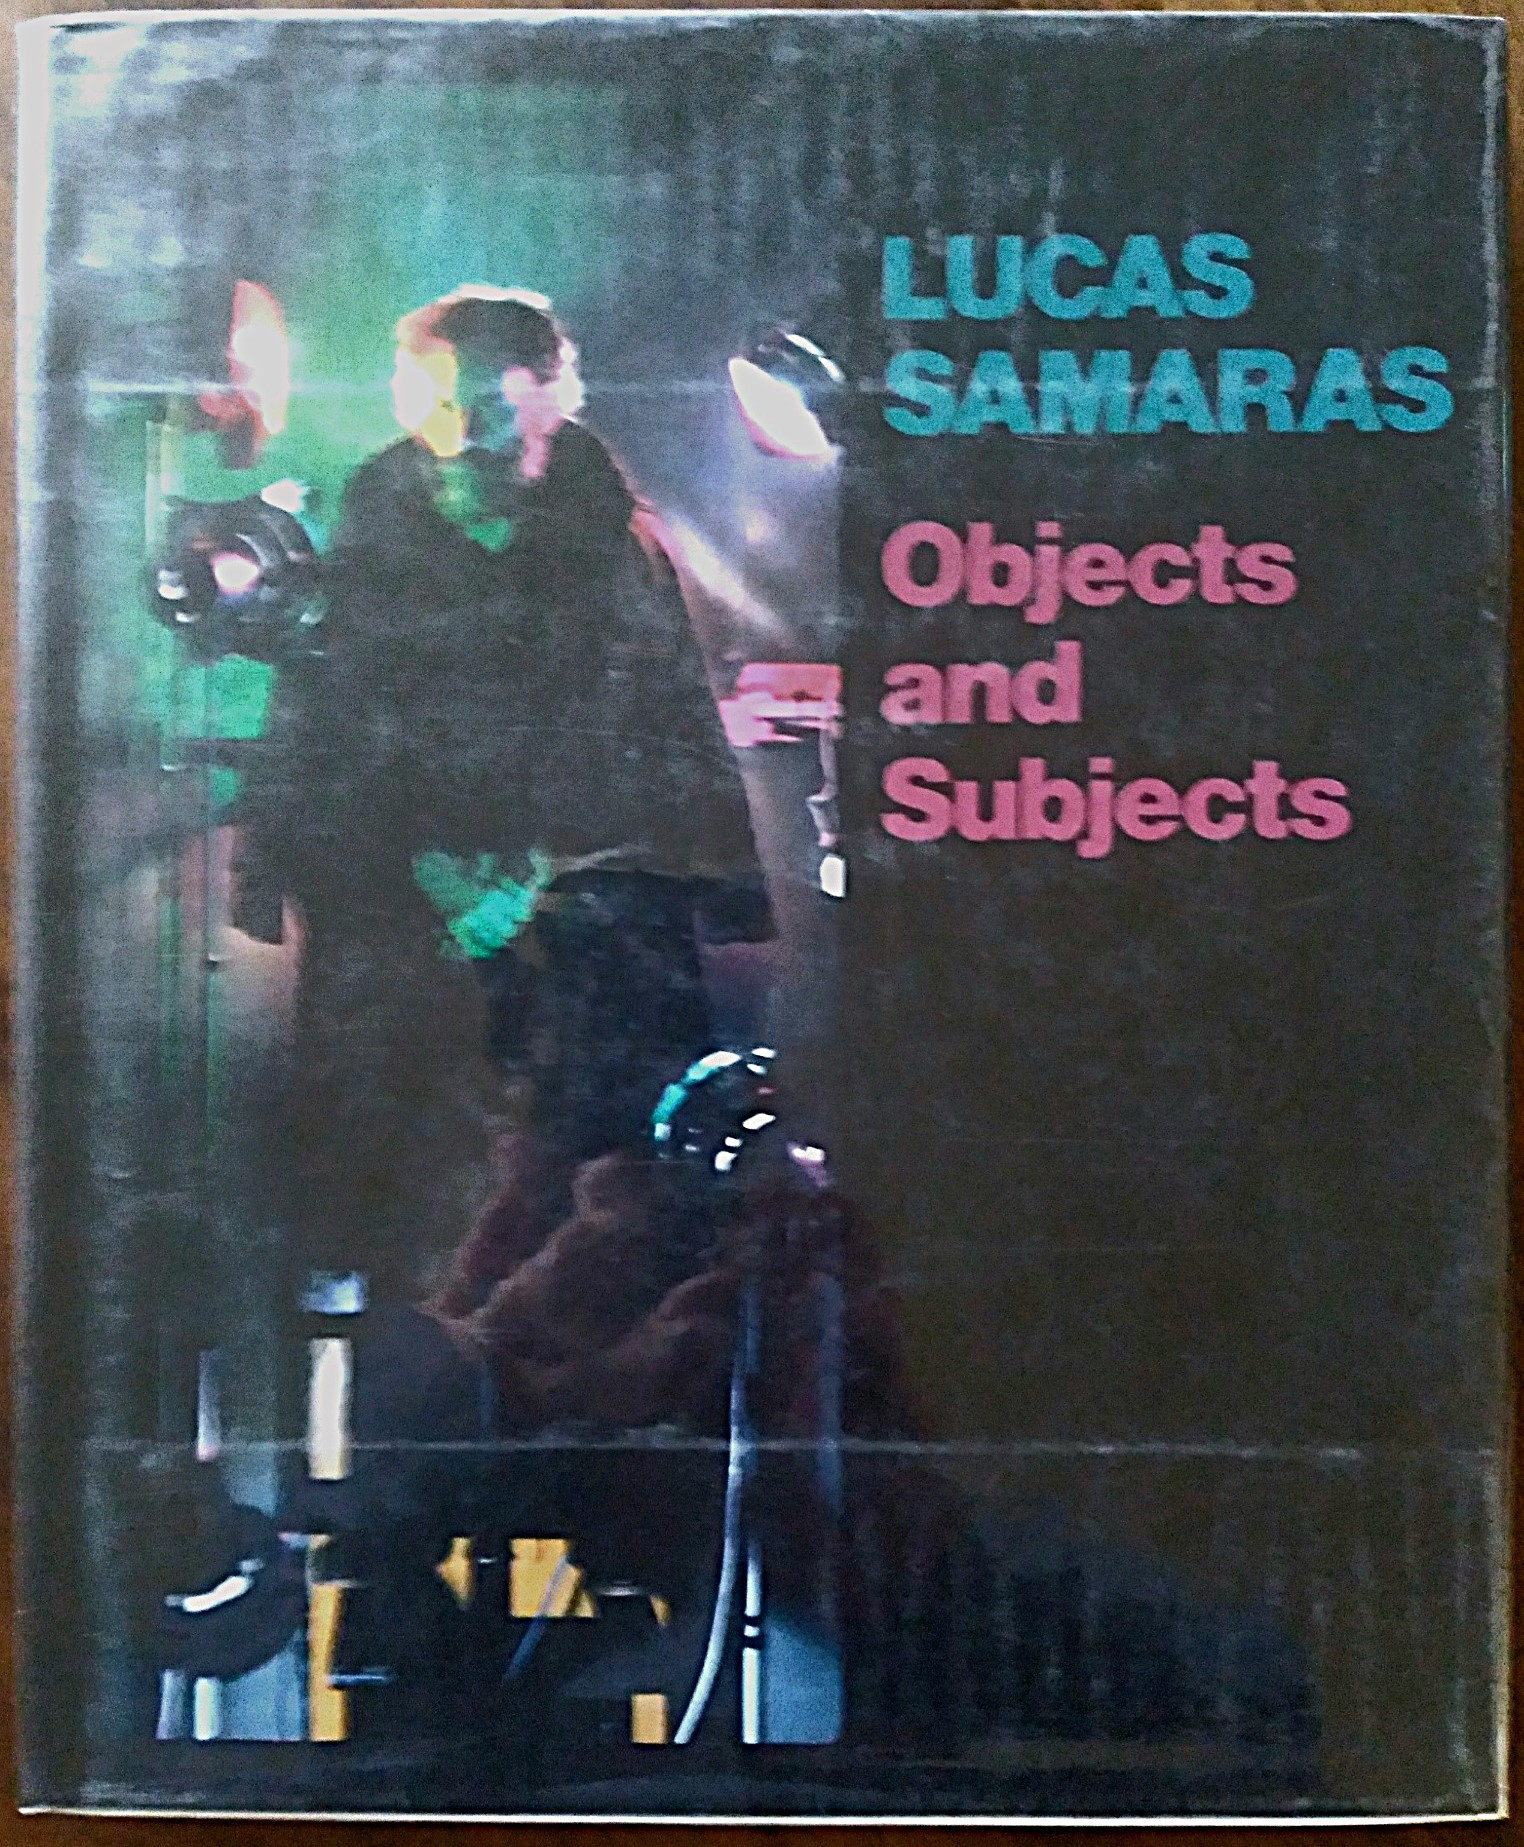 LUCAS
SAMARAS
Objects
and
Subjects